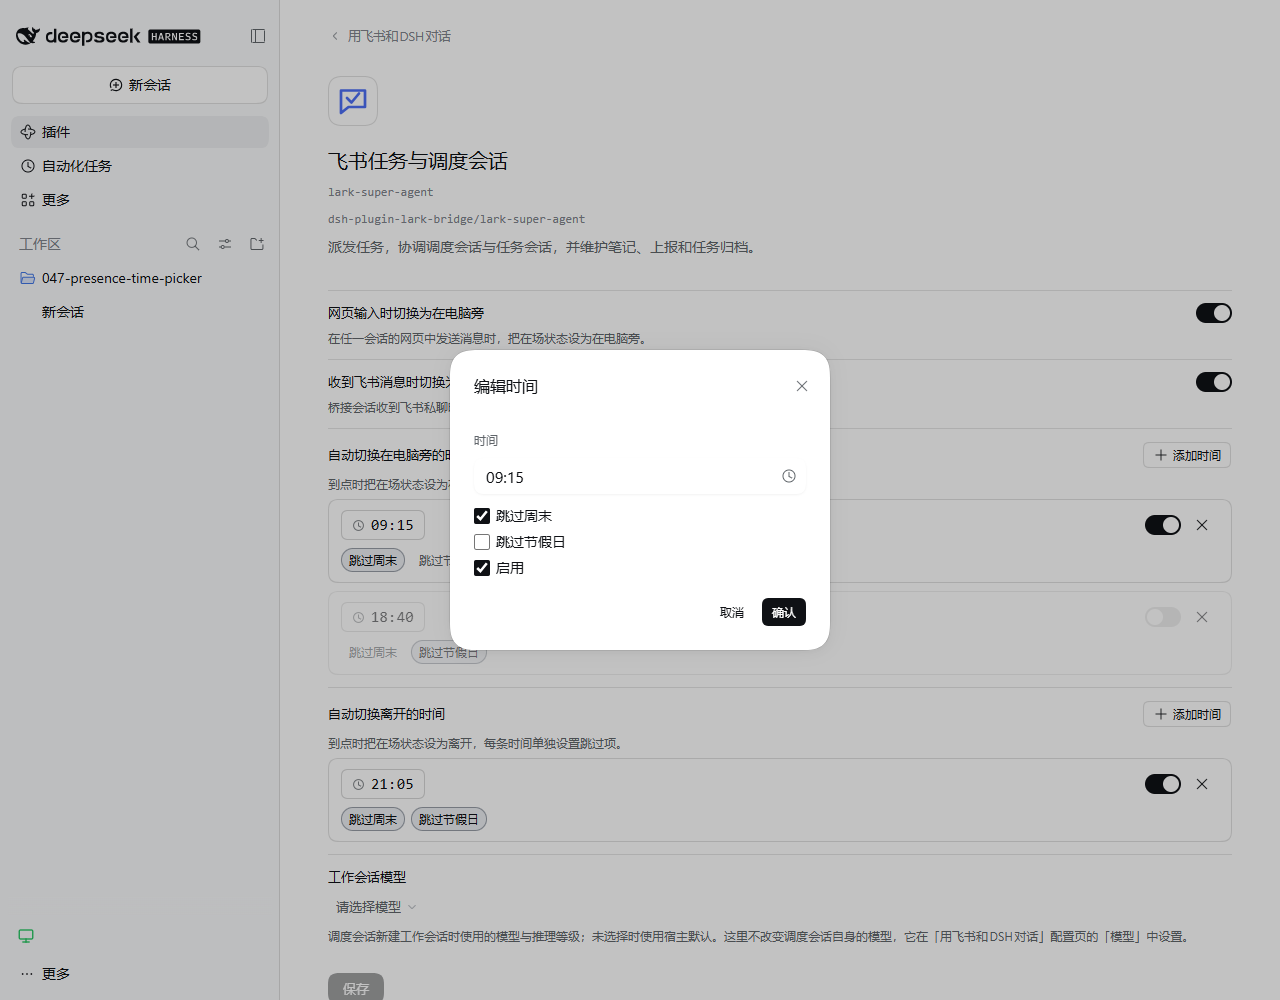 deepseek HARNESS
新会话
插件
自动化任务
更多
工作区
047-presence-time-picker
新会话
更多
用飞书和DSH对话
飞书任务与调度会话
lark-super-agent
dsh-plugin-lark-bridge/lark-super-agent
派发任务，协调调度会话与任务会话，并维护笔记、上报和任务归档。
网页输入时切换为在电脑旁
在任一会话的网页中发送消息时，把在场状态设为在电脑旁。
收到飞书消息时切换为
桥接会话收到飞书私聊
自动切换在电脑旁的时
添加时间
到点时把在场状态设为
09:15
跳过周末
跳过节
18:40
跳过周末
跳过节假日
编辑时间
时间
09:15
跳过周末
跳过节假日
启用
取消
确认
自动切换离开的时间
添加时间
到点时把在场状态设为离开，每条时间单独设置跳过项。
21:05
跳过周末
跳过节假日
工作会话模型
请选择模型
调度会话新建工作会话时使用的模型与推理等级；未选择时使用宿主默认。这里不改变调度会话自身的模型，它在「用飞书和DSH对话」配置页的「模型」中设置。
保存